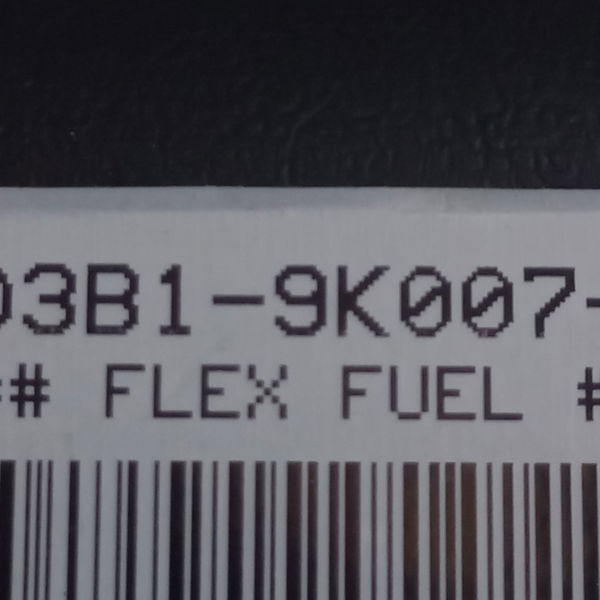 03B1-9K007-
## FLEX FUEL #